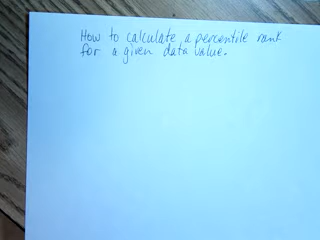 How to calculate a percentile rank
for a given data value.